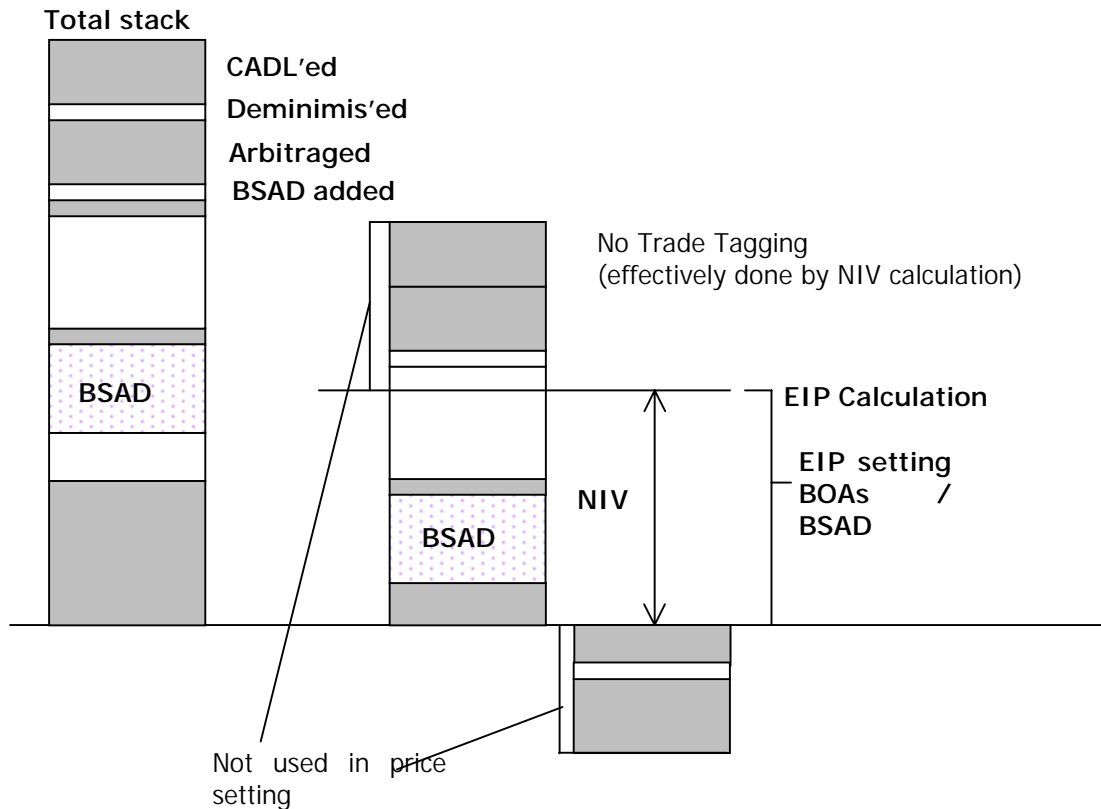 Total stack
CADL’ed
Deminimis’ed
Arbitraged
BSAD added
No Trade Tagging
(effectively done by NIV calculation)
BSAD
EIP Calculation
EIP setting
BOAs /
BSAD
NIV
BSAD
Not used in price
setting